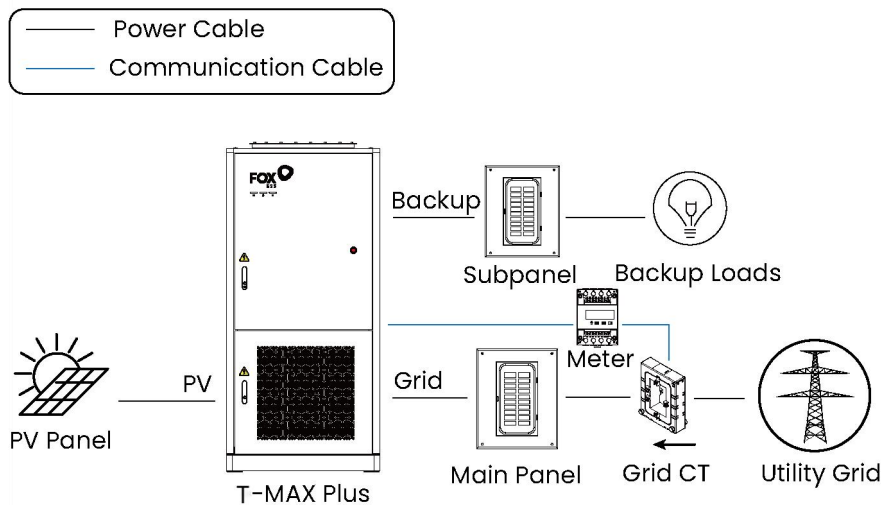 Power Cable
Communication Cable
FOX
ESS
Backup
Subpanel
Backup Loads
Meter
PV
Grid
PV Panel
Main Panel
Grid CT
Utility Grid
T-MAX Plus